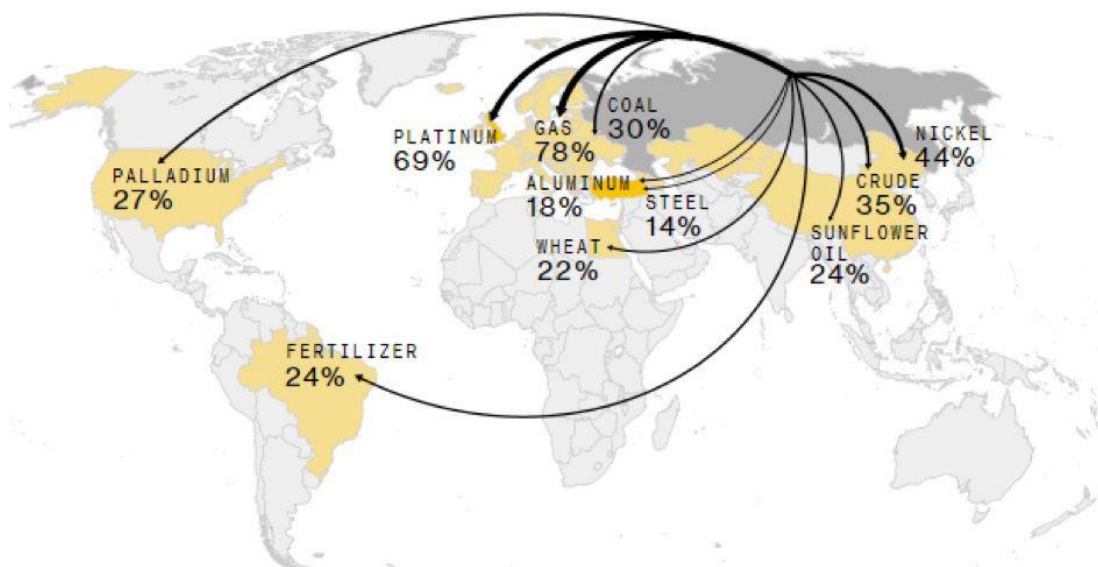 PALLADIUM
27%
PLATINUM
69%
GAS
78%
COAL
30%
NICKEL
44%
ALUMINUM
18%
STEEL
14%
CRUDE
35%
SUNFLOWER
OIL
24%
WHEAT
22%
FERTILIZER
24%